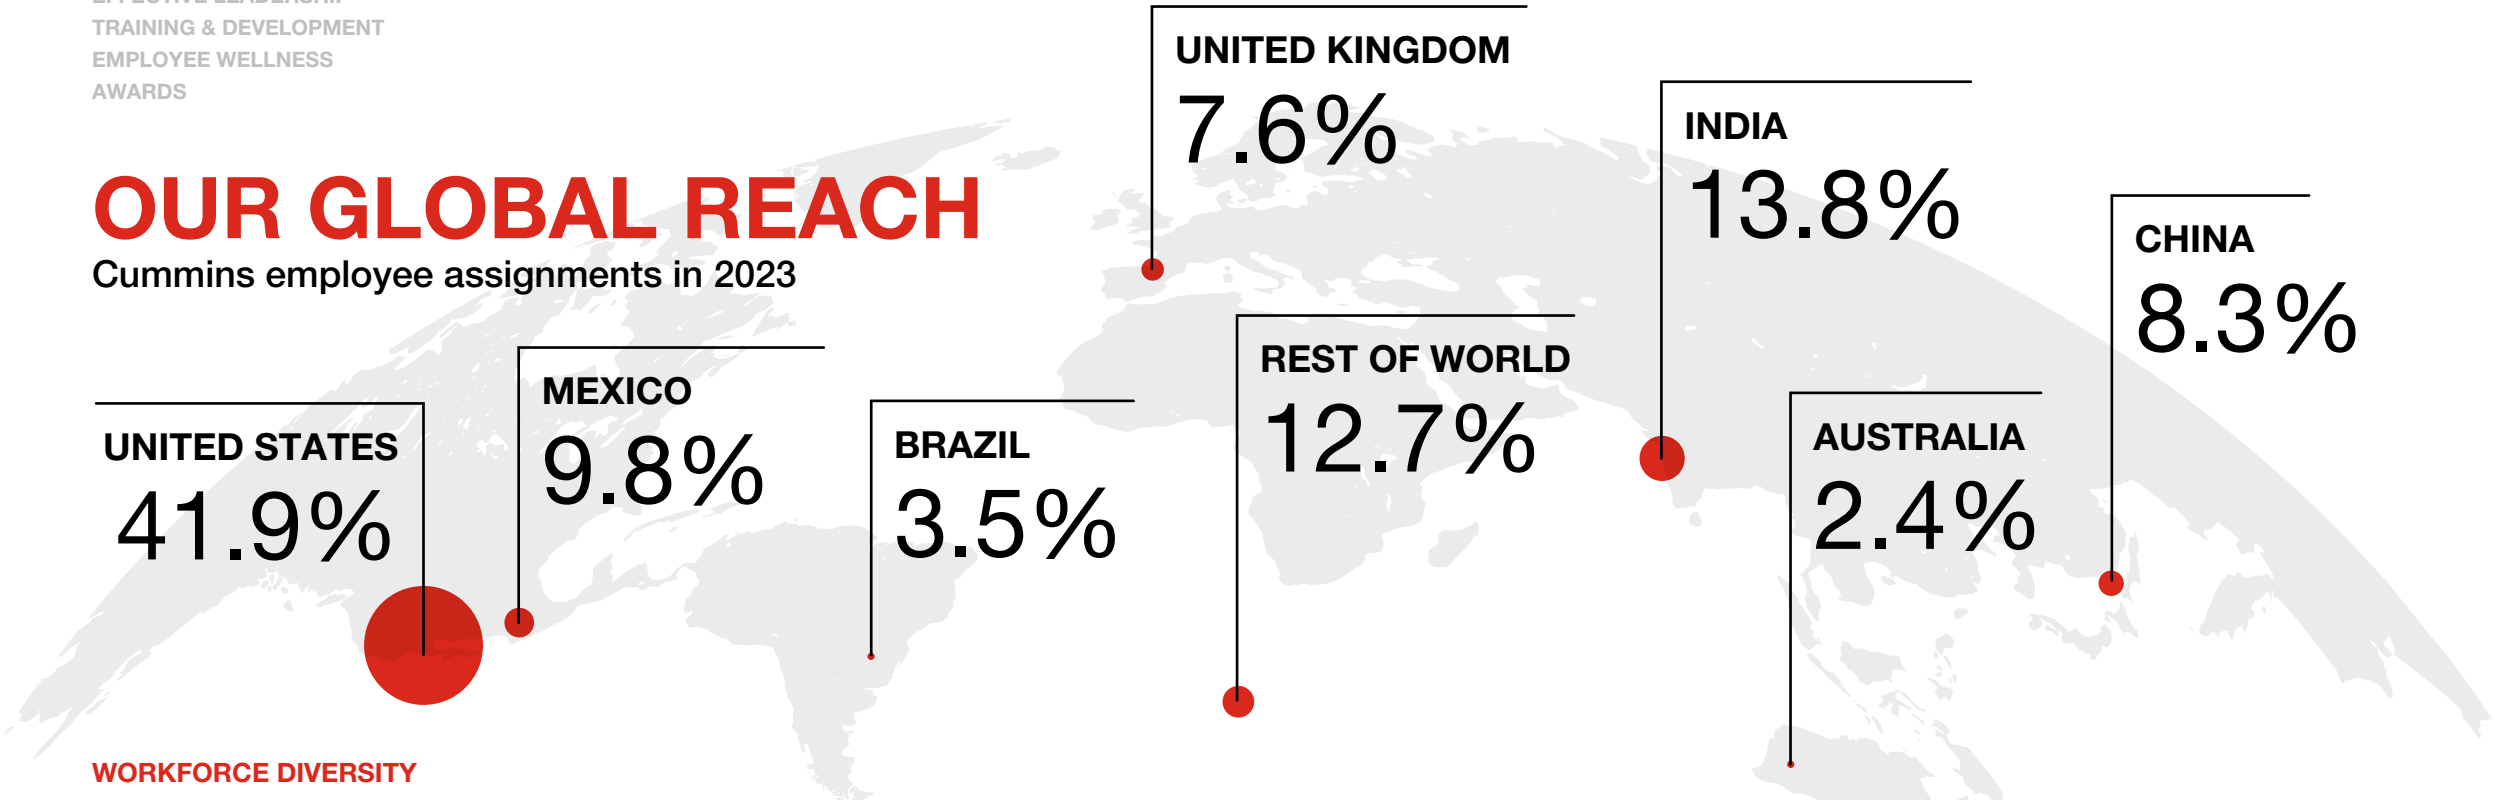 TRAINING & DEVELOPMENT
EMPLOYEE WELLNESS
AWARDS
OUR GLOBAL REACH
Cummins employee assignments in 2023
UNITED STATES
41.9%
MEXICO
9.8%
BRAZIL
3.5%
UNITED KINGDOM
7.6%
REST OF WORLD
12.7%
INDIA
13.8%
AUSTRALIA
2.4%
CHINA
8.3%
WORKFORCE DIVERSITY